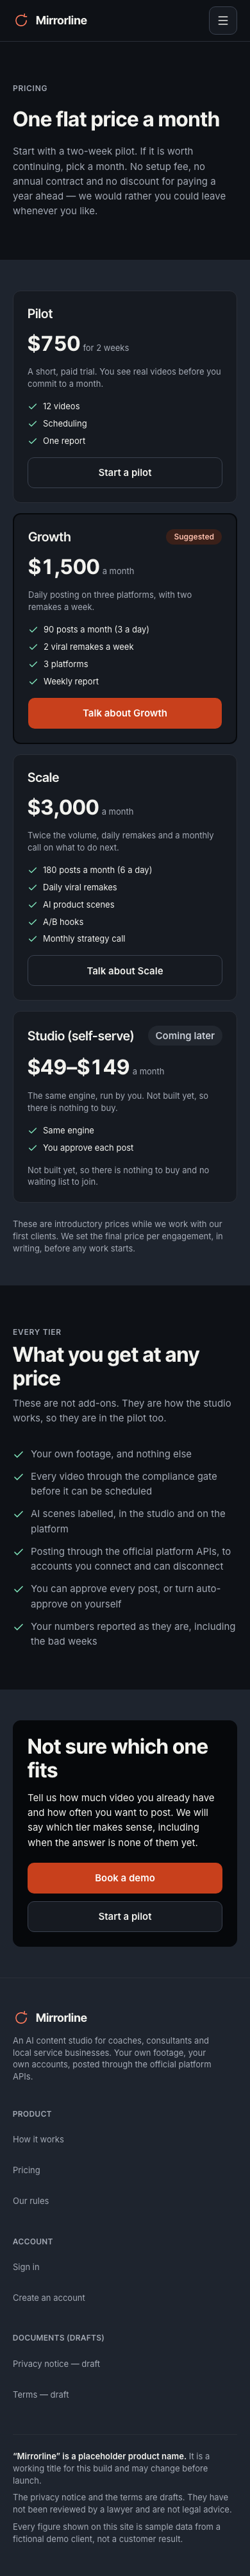 Mirrorline
PRICING
One flat price a month
Start with a two-week pilot. If it is worth
continuing, pick a month. No setup fee, no
annual contract and no discount for paying a
year ahead — we would rather you could leave
whenever you like.
Pilot
$750 for 2 weeks
A short, paid trial. You see real videos before you
commit to a month.
12 videos
Scheduling
One report
Start a pilot
Growth
Suggested
$1,500 a month
Daily posting on three platforms, with two
remakes a week.
90 posts a month (3 a day)
2 viral remakes a week
3 platforms
Weekly report
Talk about Growth
Scale
$3,000 a month
Twice the volume, daily remakes and a monthly
call on what to do next.
180 posts a month (6 a day)
Daily viral remakes
AI product scenes
A/B hooks
Monthly strategy call
Talk about Scale
Studio (self-serve)
Coming later
$49–$149 a month
The same engine, run by you. Not built yet, so
there is nothing to buy.
Same engine
You approve each post
Not built yet, so there is nothing to buy and no
waiting list to join.
These are introductory prices while we work with our
first clients. We set the final price per engagement, in
writing, before any work starts.
EVERY TIER
What you get at any
price
These are not add-ons. They are how the studio
works, so they are in the pilot too.
Your own footage, and nothing else
Every video through the compliance gate
before it can be scheduled
AI scenes labelled, in the studio and on the
platform
Posting through the official platform APIs, to
accounts you connect and can disconnect
You can approve every post, or turn auto-
approve on yourself
Your numbers reported as they are, including
the bad weeks
Not sure which one
fits
Tell us how much video you already have
and how often you want to post. We will
say which tier makes sense, including
when the answer is none of them yet.
Book a demo
Start a pilot
Mirrorline
An AI content studio for coaches, consultants and
local service businesses. Your own footage, your
own accounts, posted through the official platform
APIs.
PRODUCT
How it works
Pricing
Our rules
ACCOUNT
Sign in
Create an account
DOCUMENTS (DRAFTS)
Privacy notice — draft
Terms — draft
“Mirrorline” is a placeholder product name. It is a
working title for this build and may change before
launch.
The privacy notice and the terms are drafts. They have
not been reviewed by a lawyer and are not legal advice.
Every figure shown on this site is sample data from a
fictional demo client, not a customer result.